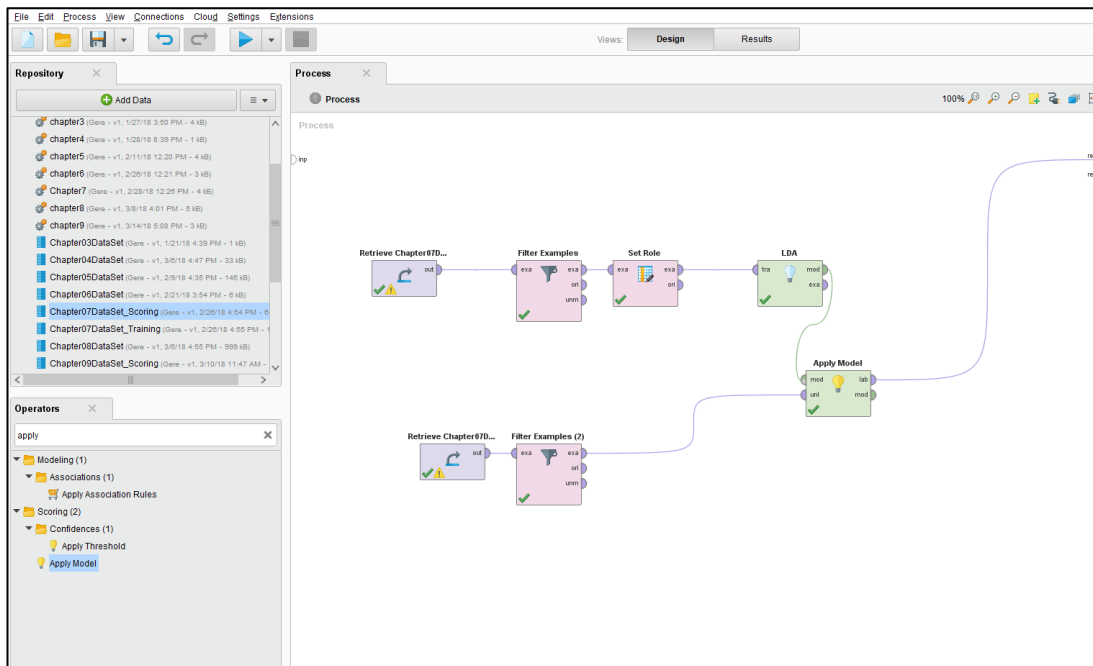 File Edit Process View Connections Cloud Settings Extensions
Views: Design Results
Repository
Add Data
chapter3 (Gere - v1, 1/27/18 3:50 PM - 4 kB)
chapter4 (Gere - v1, 1/28/18 8:39 PM - 1 kB)
chapter5 (Gere - v1, 2/11/18 12:20 PM - 4 kB)
chapter6 (Gere - v1, 2/26/18 12:21 PM - 3 kB)
Chapter7 (Gere - v1, 2/28/18 12:26 PM - 4 kB)
chapter8 (Gere - v1, 3/8/18 4:01 PM - 5 kB)
chapter9 (Gere - v1, 3/14/18 5:08 PM - 3 kB)
Chapter03DataSet (Gere - v1, 1/21/18 4:39 PM - 1 kB)
Chapter04DataSet (Gere - v1, 3/6/18 4:47 PM - 33 kB)
Chapter05DataSet (Gere - v1, 2/9/18 4:35 PM - 146 kB)
Chapter06DataSet (Gere - v1, 2/21/18 3:54 PM - 6 kB)
Chapter07DataSet_Scoring (Gere - v1, 2/26/18 4:54 PM - 6
Chapter07DataSet_Training (Gere - v1, 2/26/18 4:55 PM - 1
Chapter08DataSet (Gere - v1, 3/6/18 4:55 PM - 999 kB)
Chapter09DataSet_Scoring (Gere - v1, 3/10/18 11:47 AM -
Operators
apply
Modeling (1)
Associations (1)
Apply Association Rules
Scoring (2)
Confidences (1)
Apply Threshold
Apply Model
Process
Process
100%
Process
inp
re
re
Retrieve Chapter07D...
out
Filter Examples
exa exa
ori
unm
Set Role
exa exa
ori
LDA
tra mod
exa
Apply Model
mod lab
unl mod
Retrieve Chapter07D...
out
Filter Examples (2)
exa exa
ori
unm